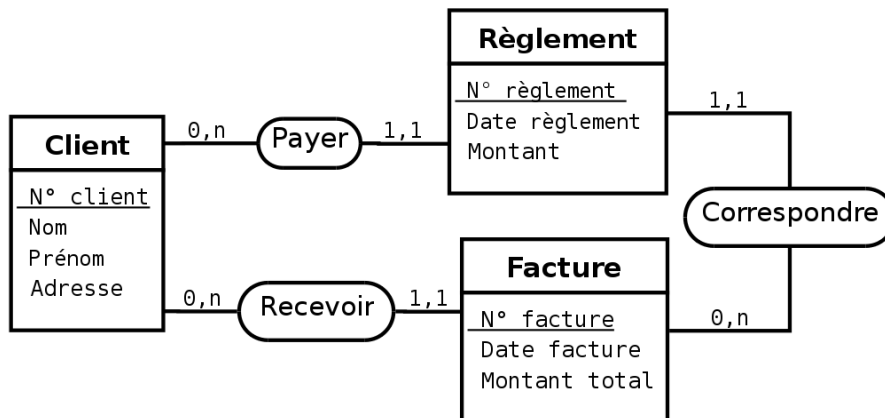 Règlement
N° règlement
Date règlement
Montant
1,1
0,n
Payer
1,1
Client
N° client
Nom
Prénom
Adresse
Correspondre
0,n
Recevoir
1,1
Facture
N° facture
Date facture
Montant total
0,n